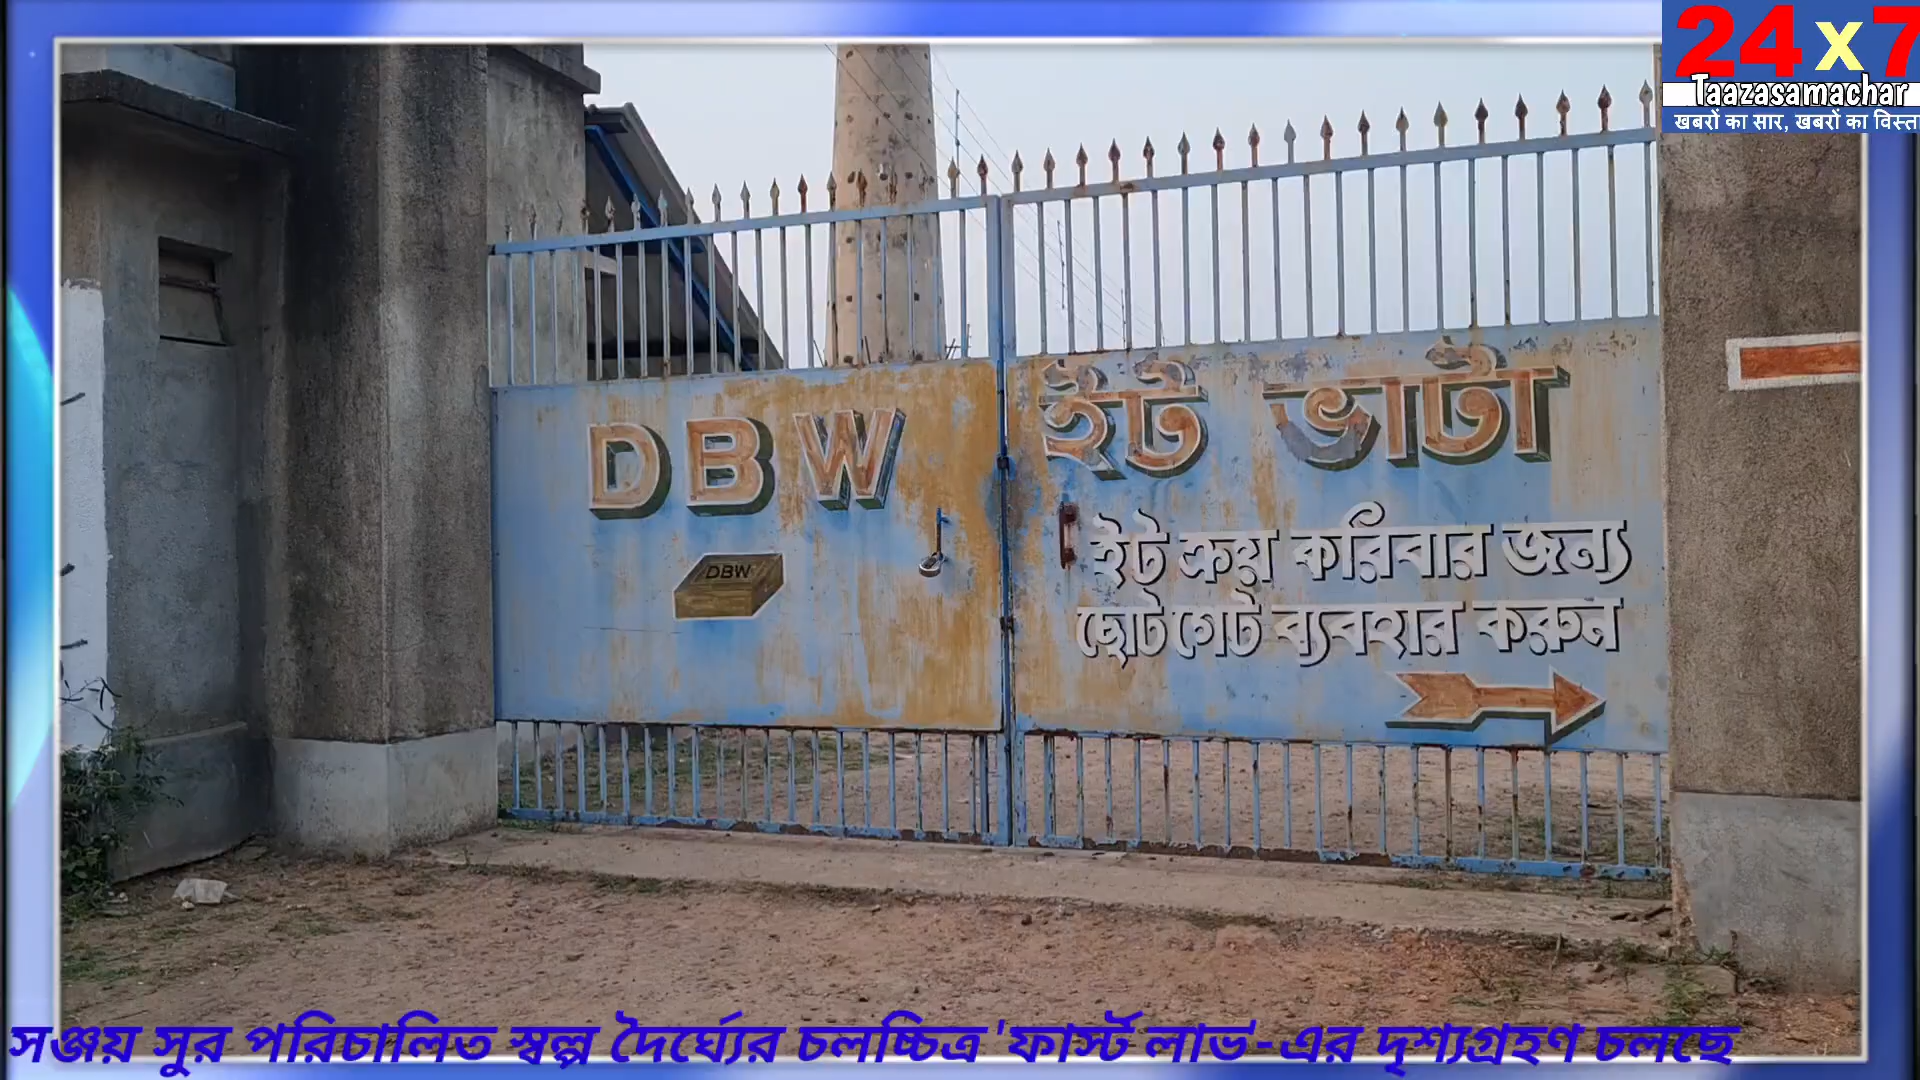 24x7
Taazasamachar
खबरों का सार, खबरों का विस्ता
DBW
ইট ভাটা
DBW
ইট ক্রয় করিবার জন্য
ছোট গেট ব্যবহার করুন
সঞ্জয় সুর পরিচালিত স্বল্প দৈর্ঘ্যের চলচ্চিত্র 'ফার্স্ট লাভ'-এর দৃশ্যগ্রহণ চলছে